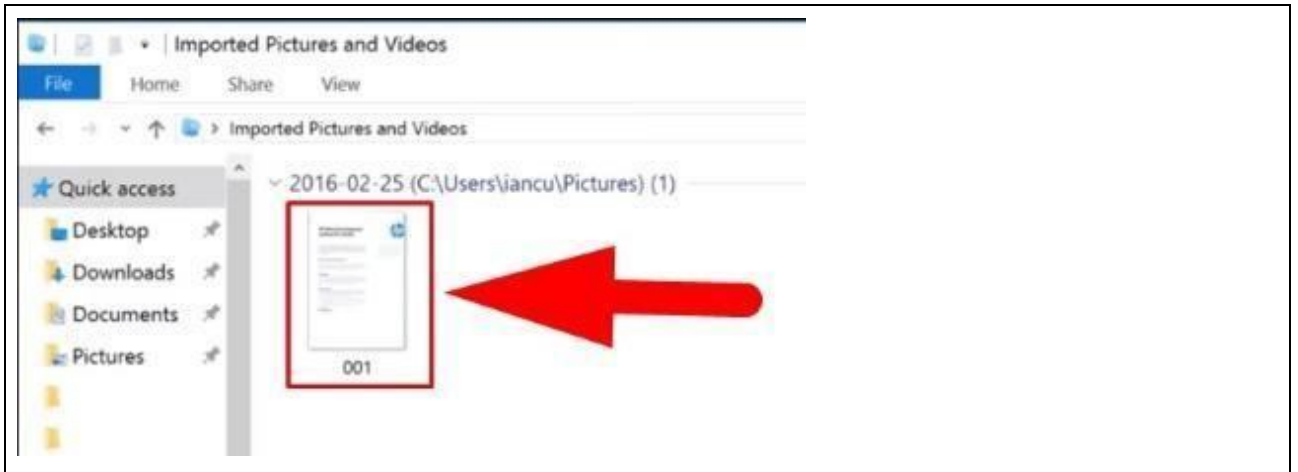 Imported Pictures and Videos
File Home Share View
Imported Pictures and Videos
Quick access
Desktop
Downloads
Documents
Pictures
2016-02-25 (C:\Users\iancu\Pictures) (1)
hp
001